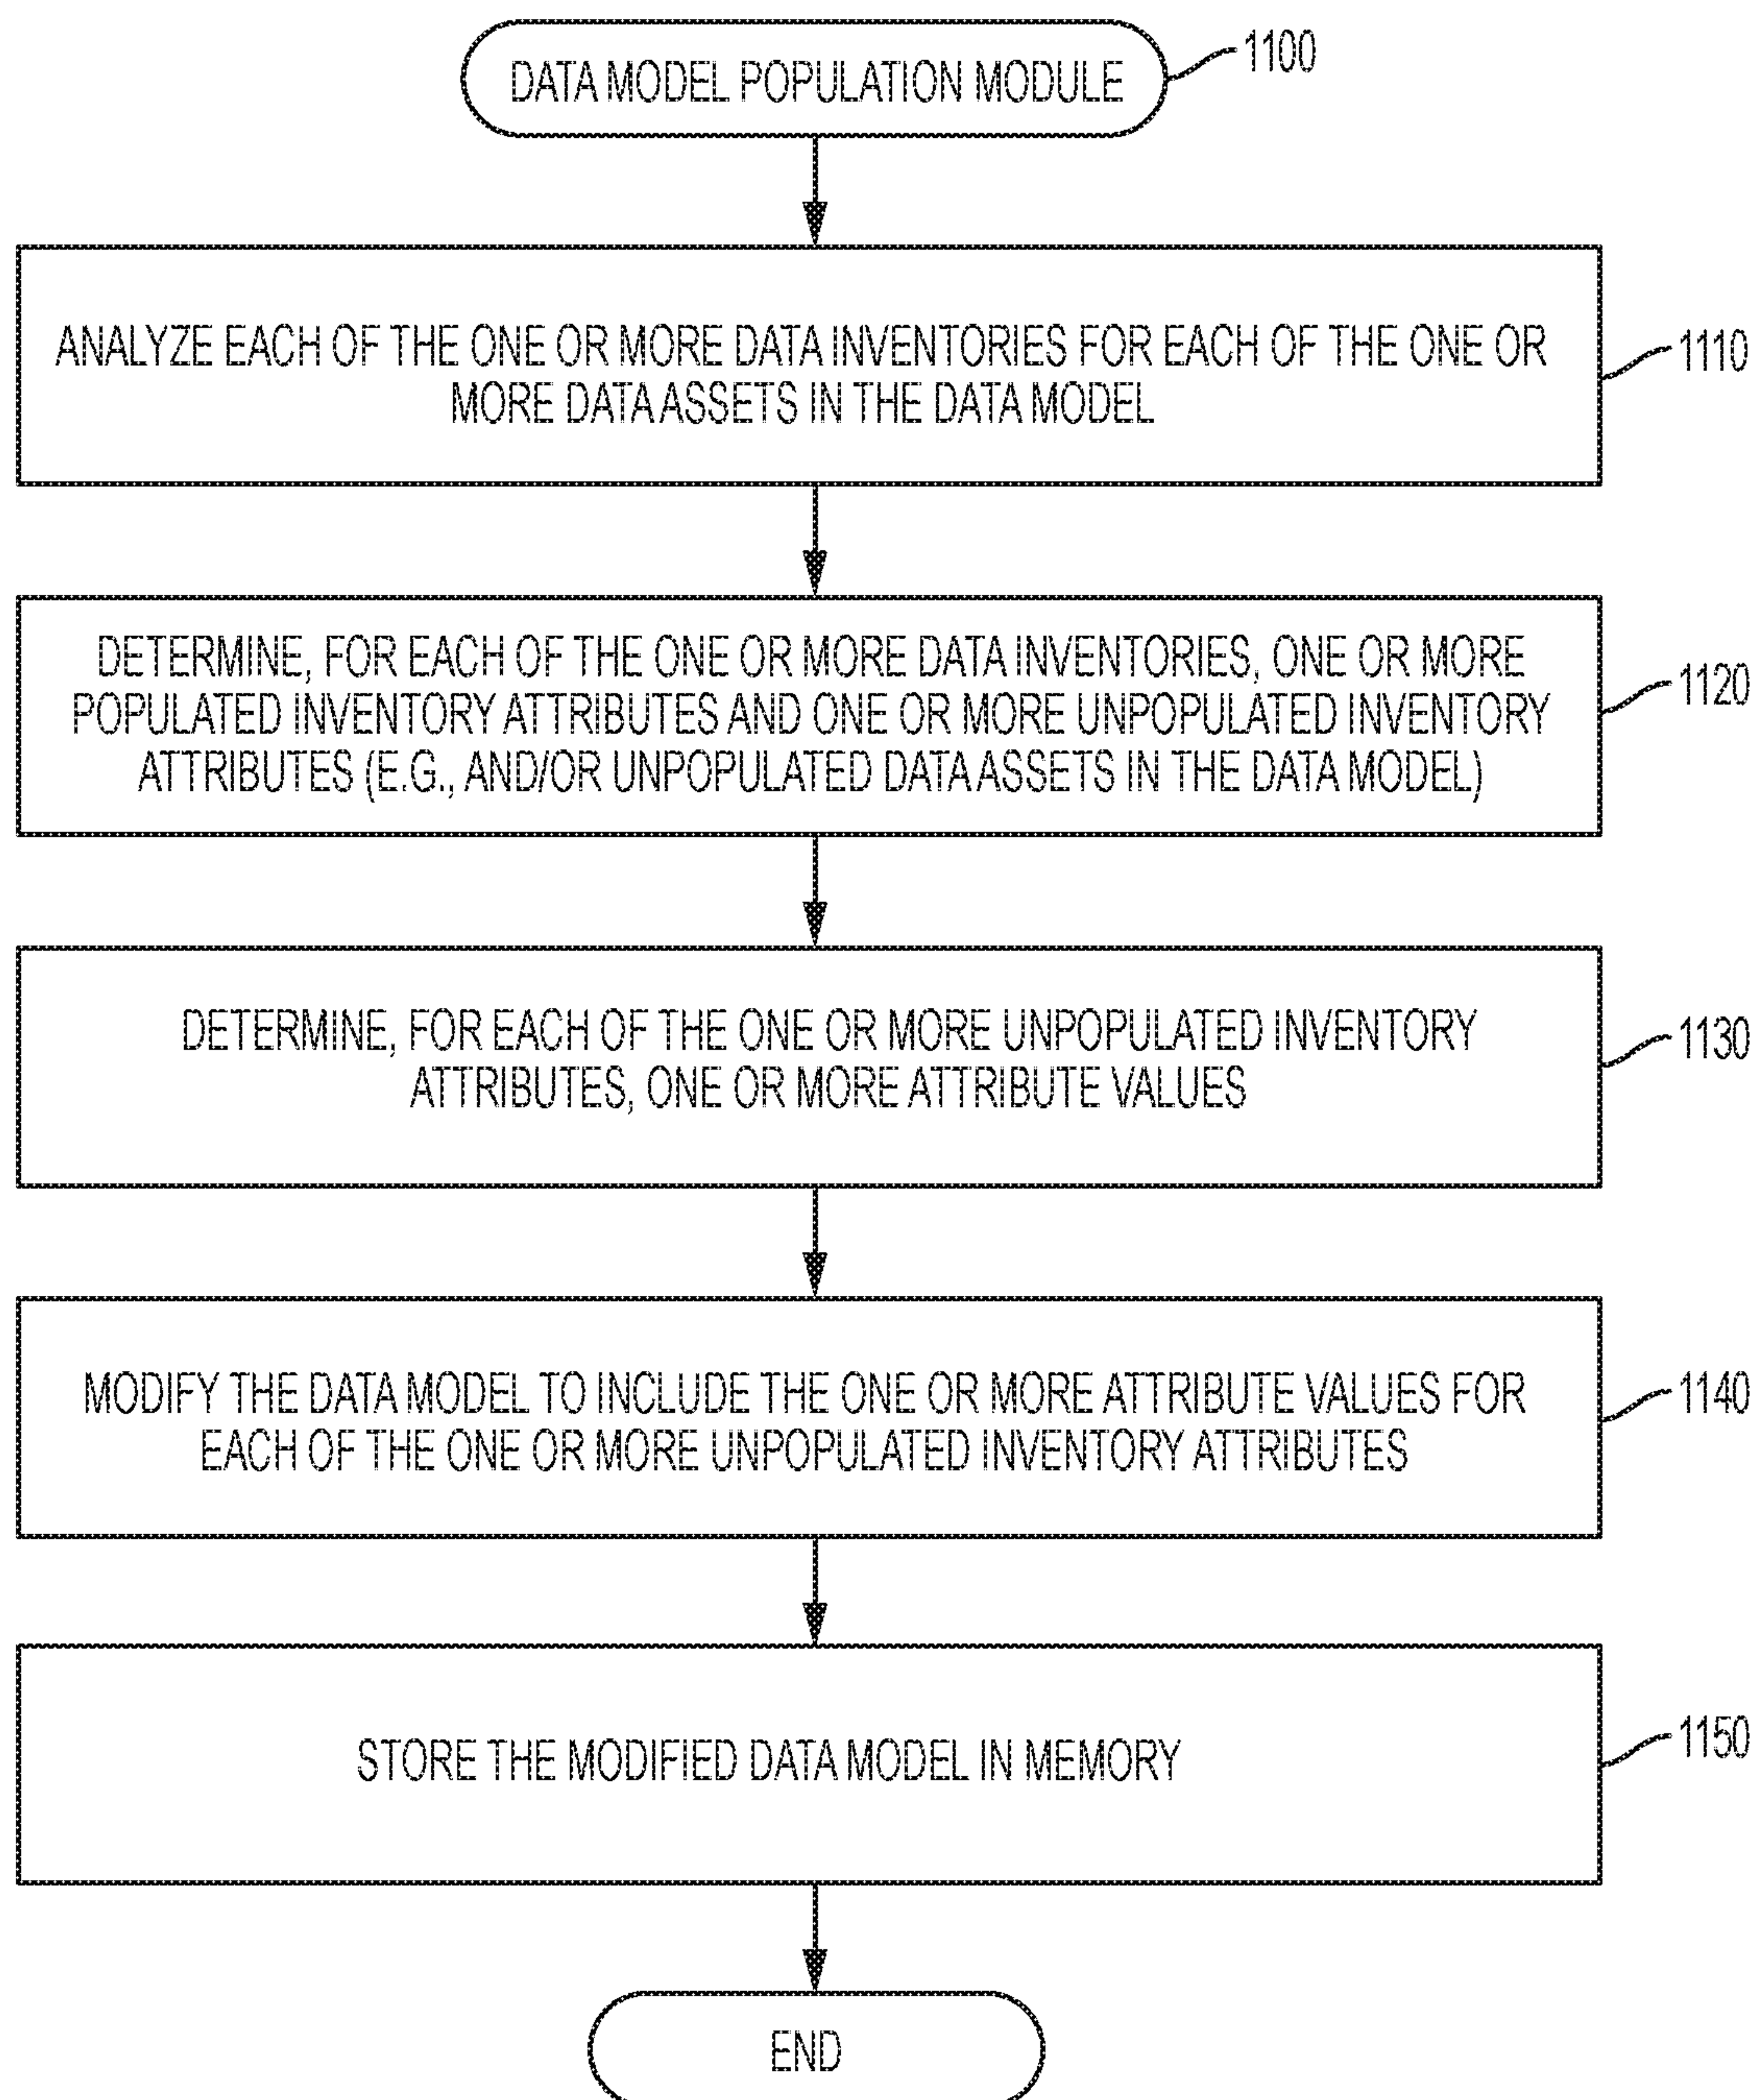 DATA MODEL POPULATION MODULE
1100
ANALYZE EACH OF THE ONE OR MORE DATA INVENTORIES FOR EACH OF THE ONE OR
MORE DATA ASSETS IN THE DATA MODEL
1110
DETERMINE, FOR EACH OF THE ONE OR MORE DATA INVENTORIES, ONE OR MORE
POPULATED INVENTORY ATTRIBUTES AND ONE OR MORE UNPOPULATED INVENTORY
ATTRIBUTES (E.G., AND/OR UNPOPULATED DATA ASSETS IN THE DATA MODEL)
1120
DETERMINE, FOR EACH OF THE ONE OR MORE UNPOPULATED INVENTORY
ATTRIBUTES, ONE OR MORE ATTRIBUTE VALUES
1130
MODIFY THE DATA MODEL TO INCLUDE THE ONE OR MORE ATTRIBUTE VALUES FOR
EACH OF THE ONE OR MORE UNPOPULATED INVENTORY ATTRIBUTES
1140
STORE THE MODIFIED DATA MODEL IN MEMORY
1150
END